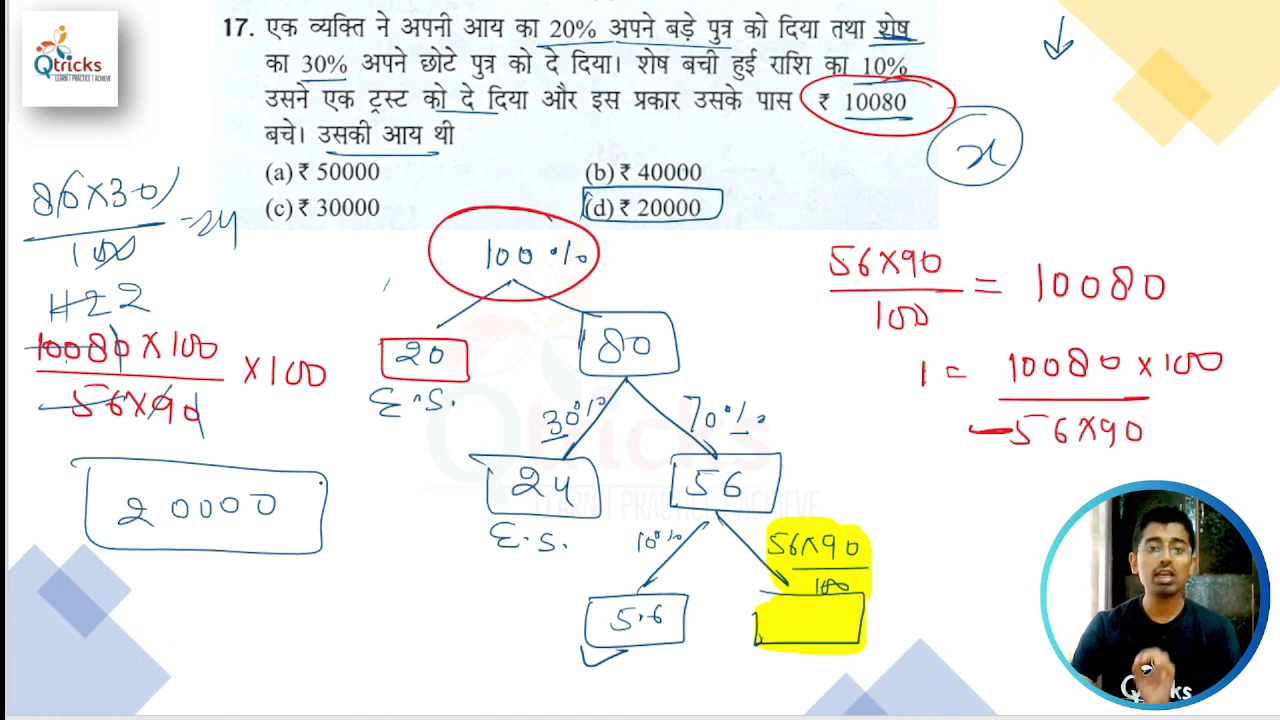 Qtricks
LEARN I PRACTICE I ACHIEVE
17. एक व्यक्ति ने अपनी आय का 20% अपने बड़े पुत्र को दिया तथा शेष
का 30% अपने छोटे पुत्र को दे दिया। शेष बची हुई राशि का 10%
उसने एक ट्रस्ट को दे दिया और इस प्रकार उसके पास ₹ 10080
बचे। उसकी आय थी
(a) ₹ 50000 (b) ₹ 40000
(c) ₹ 30000 (d) ₹ 20000
x
100 %
20
80
E.S.
30%
70%
24
56
E.S.
10%
56×90
100
5.6
=24
100
10080×100
56×90
×100
20000
56×90
100
= 10080
1 = 10080×100
56×90
LEARN I PRACTICE I ACHIEVE